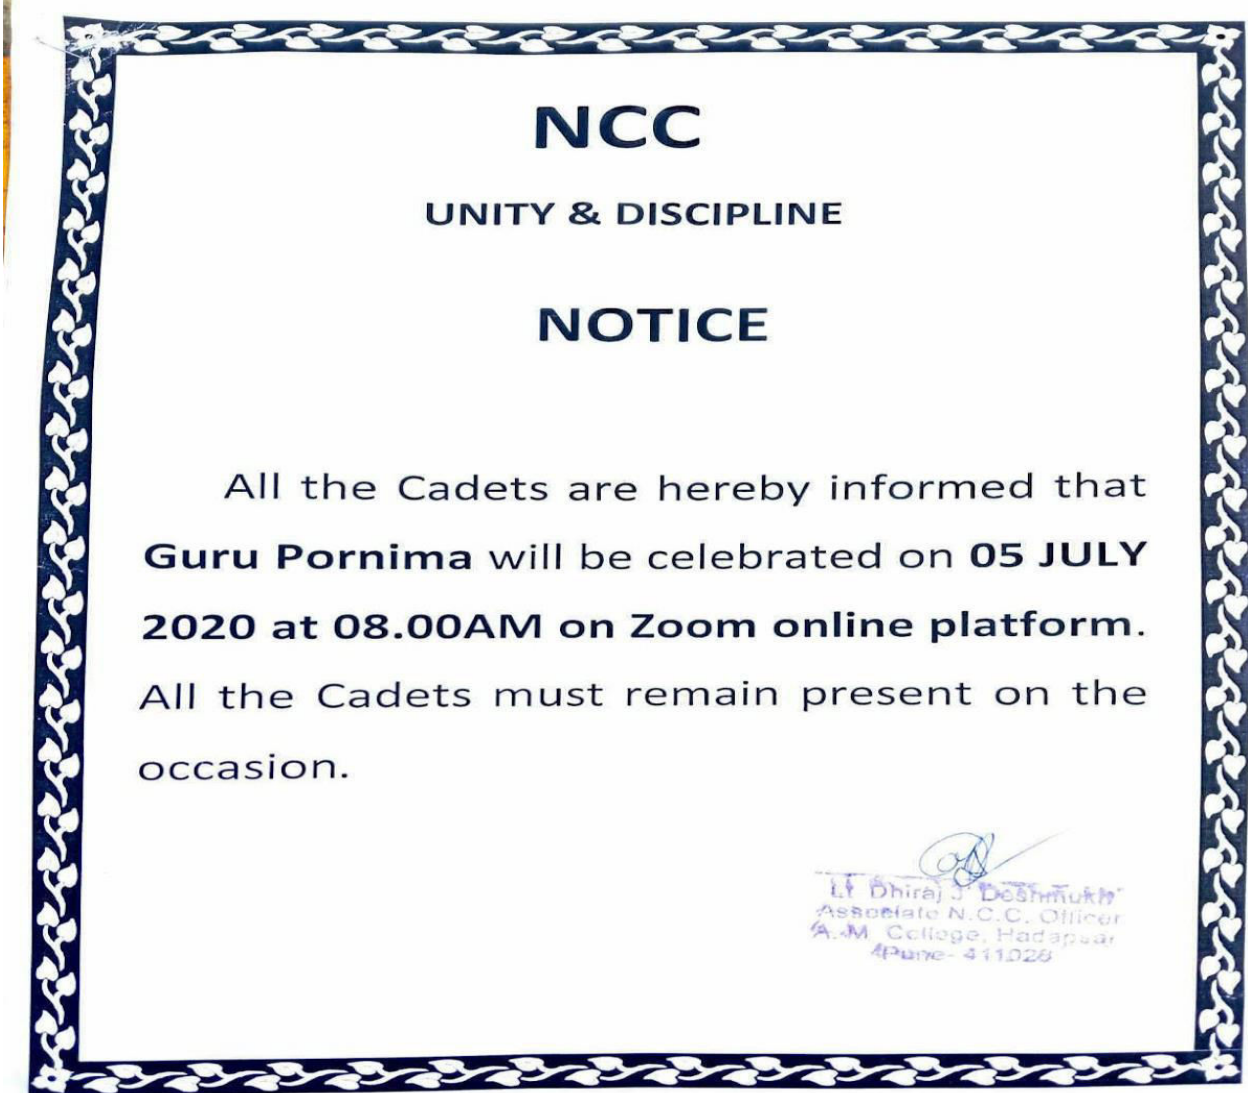 NCC
UNITY & DISCIPLINE
NOTICE
All the Cadets are hereby informed that
Guru Pornima will be celebrated on 05 JULY
2020 at 08.00AM on Zoom online platform.
All the Cadets must remain present on the
occasion.
Lt Dhiraj J Deshmukh
Associate N.C.C. Officer
A.M. College, Hadapsar
Pune- 411028